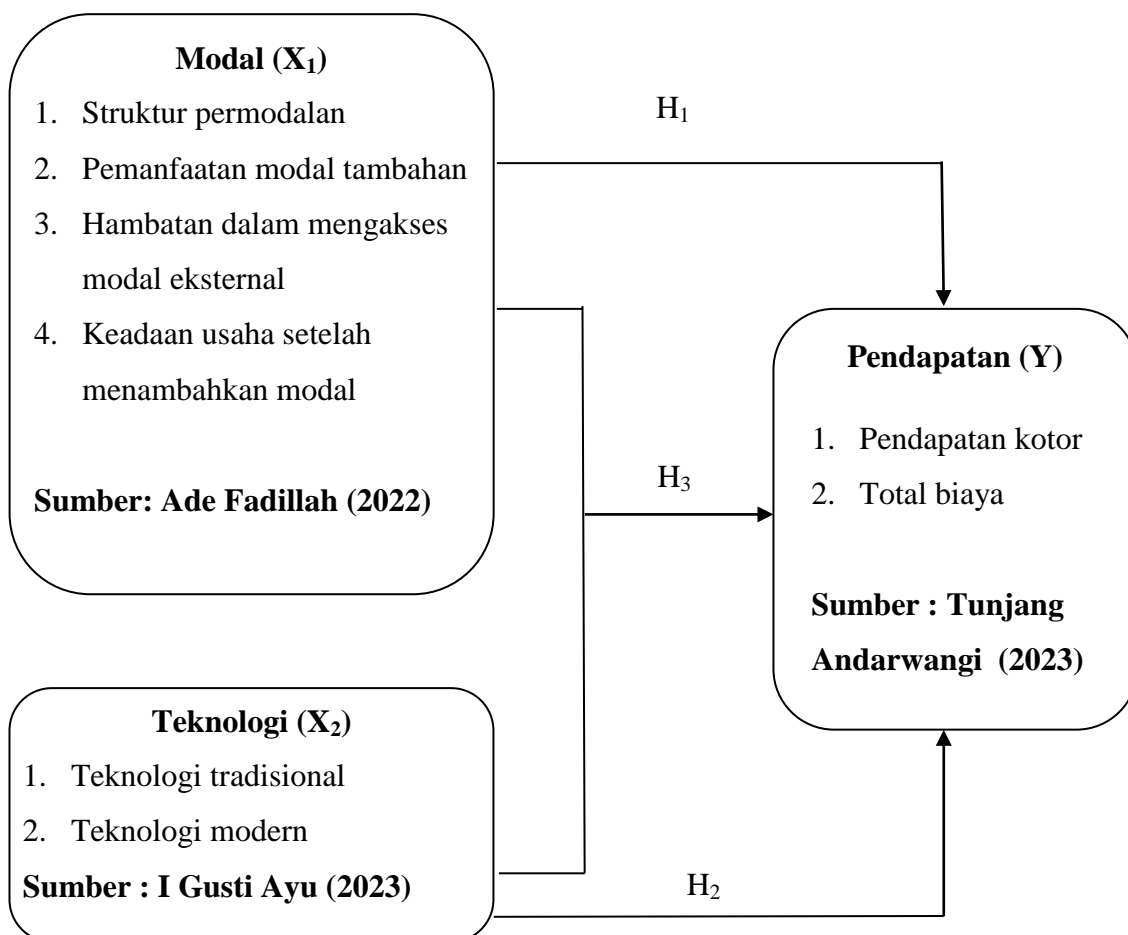 Modal (X₁)
1. Struktur permodalan
2. Pemanfaatan modal tambahan
3. Hambatan dalam mengakses
modal eksternal
4. Keadaan usaha setelah
menambahkan modal
Sumber: Ade Fadillah (2022)
H₁
Pendapatan (Y)
1. Pendapatan kotor
2. Total biaya
Sumber : Tunjang
Andarwangi (2023)
H₃
Teknologi (X₂)
1. Teknologi tradisional
2. Teknologi modern
Sumber : I Gusti Ayu (2023)
H₂